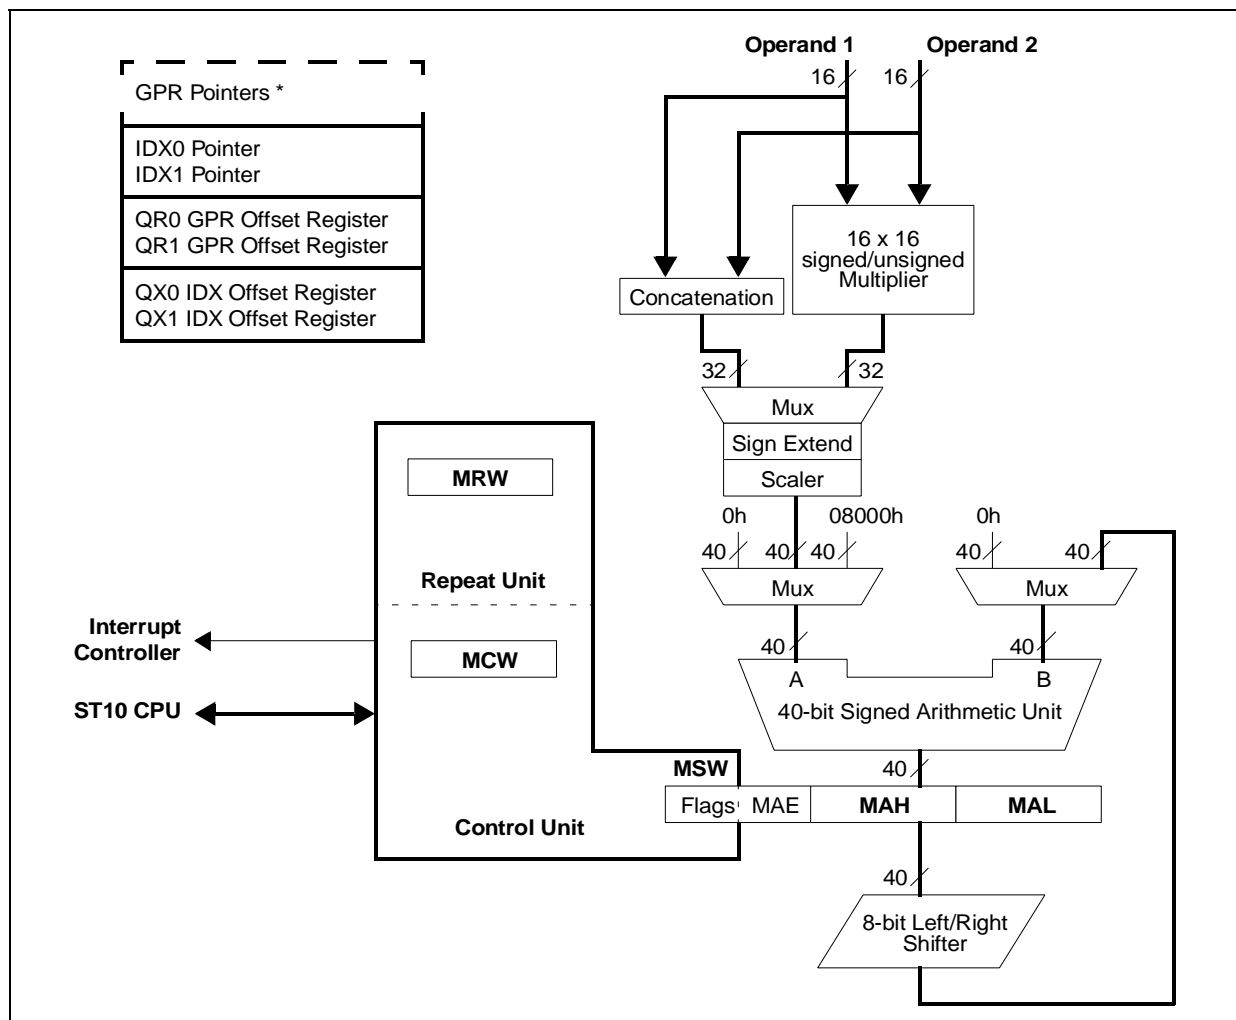 Operand 1
Operand 2
16
16
GPR Pointers *
IDX0 Pointer
IDX1 Pointer
QR0 GPR Offset Register
QR1 GPR Offset Register
QX0 IDX Offset Register
QX1 IDX Offset Register
16 x 16
signed/unsigned
Multiplier
Concatenation
32
32
Mux
Sign Extend
Scaler
0h
08000h
0h
40
40
40
40
40
Mux
Mux
40
40
A
B
40-bit Signed Arithmetic Unit
MRW
Repeat Unit
Interrupt
Controller
MCW
ST10 CPU
40
MSW
Flags
MAE
MAH
MAL
Control Unit
40
8-bit Left/Right
Shifter